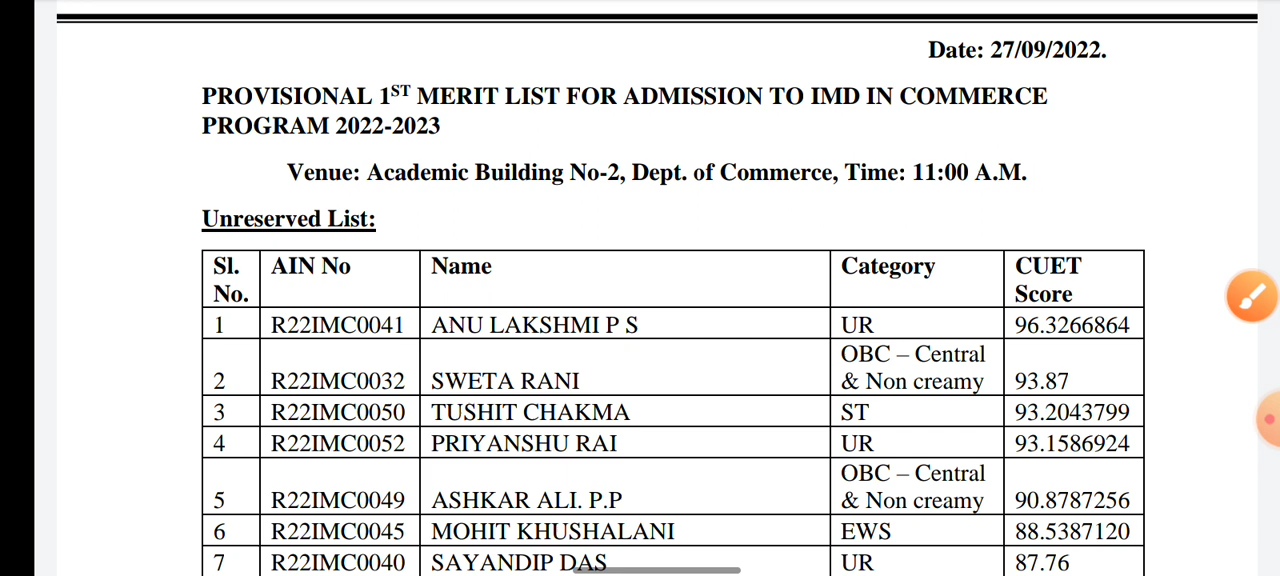 Date: 27/09/2022.
PROVISIONAL 1ST MERIT LIST FOR ADMISSION TO IMD IN COMMERCE
PROGRAM 2022-2023
Venue: Academic Building No-2, Dept. of Commerce, Time: 11:00 A.M.
Unreserved List:
Sl. No. AIN No Name Category CUET Score
1 R22IMC0041 ANU LAKSHMI P S UR 96.3266864
2 R22IMC0032 SWETA RANI OBC – Central & Non creamy 93.87
3 R22IMC0050 TUSHIT CHAKMA ST 93.2043799
4 R22IMC0052 PRIYANSHU RAI UR 93.1586924
5 R22IMC0049 ASHKAR ALI. P.P OBC – Central & Non creamy 90.8787256
6 R22IMC0045 MOHIT KHUSHALANI EWS 88.5387120
7 R22IMC0040 SAYANDIP DAS UR 87.76